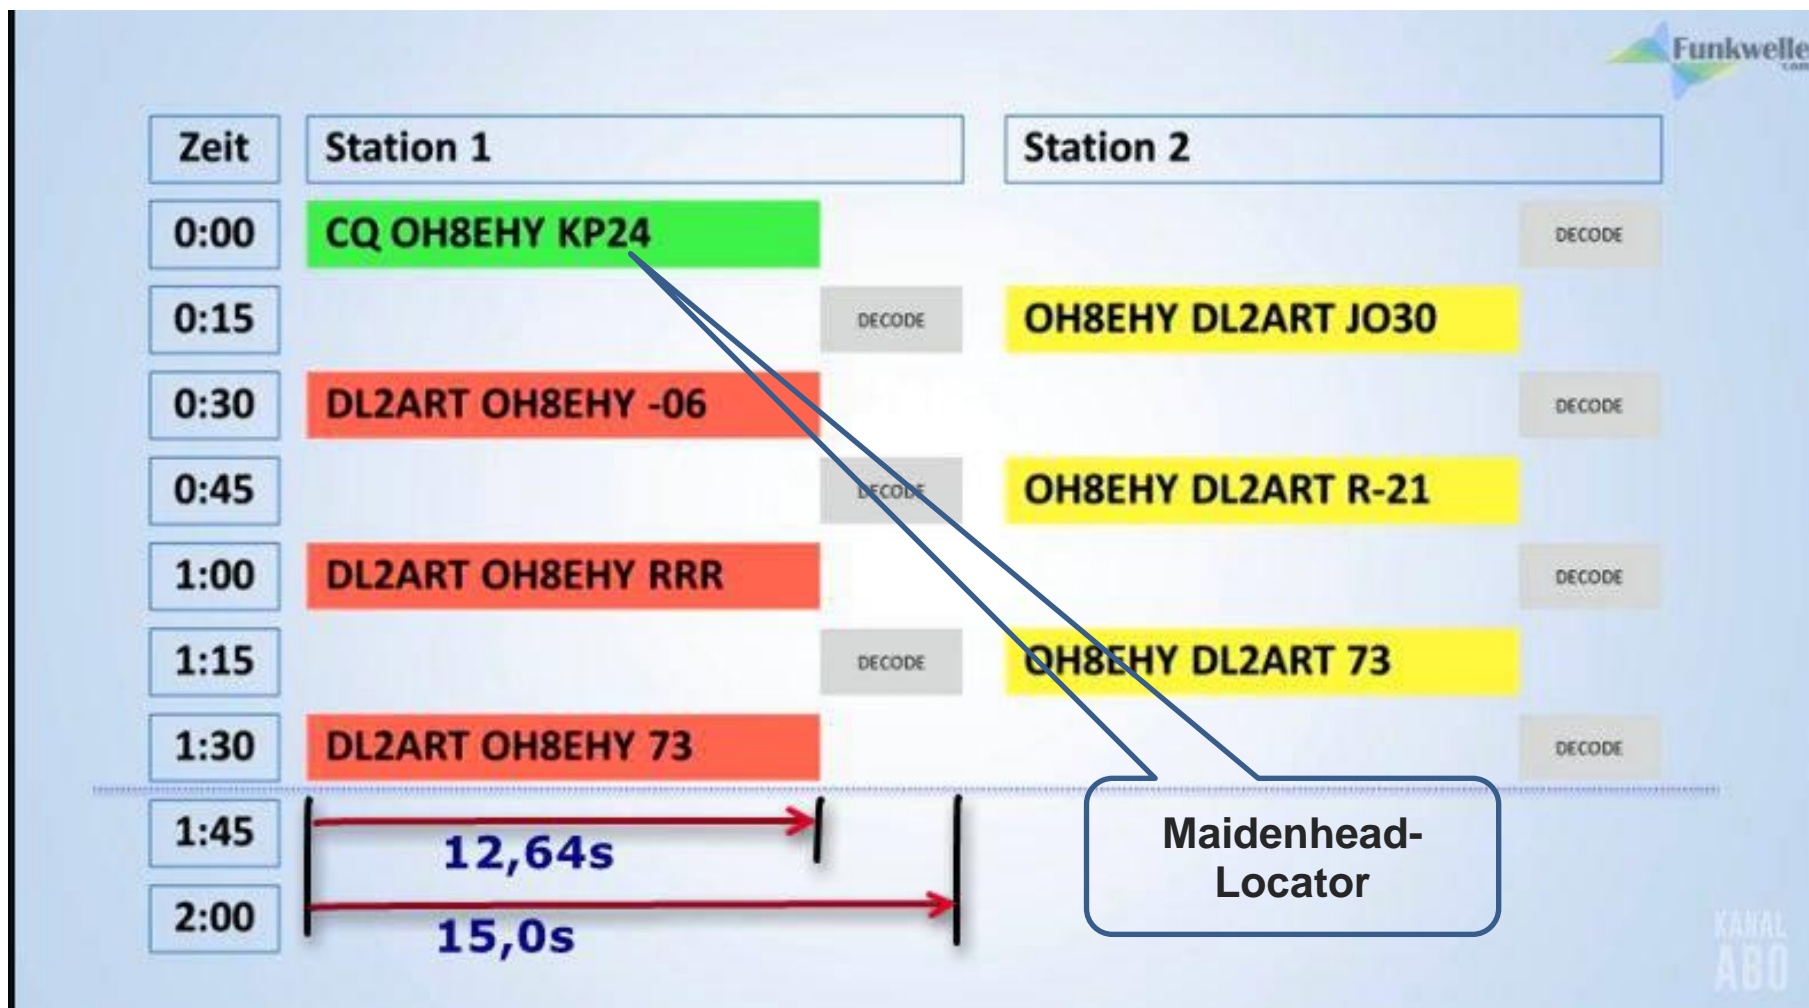 Funkwelle
com
Zeit Station 1 Station 2
0:00 CQ OH8EHY KP24 DECODE
0:15 DECODE OH8EHY DL2ART JO30
0:30 DL2ART OH8EHY -06 DECODE
0:45 DECODE OH8EHY DL2ART R-21
1:00 DL2ART OH8EHY RRR DECODE
1:15 DECODE OH8EHY DL2ART 73
1:30 DL2ART OH8EHY 73 DECODE
1:45 12,64s
2:00 15,0s
Maidenhead-
Locator
KANAL
ABO